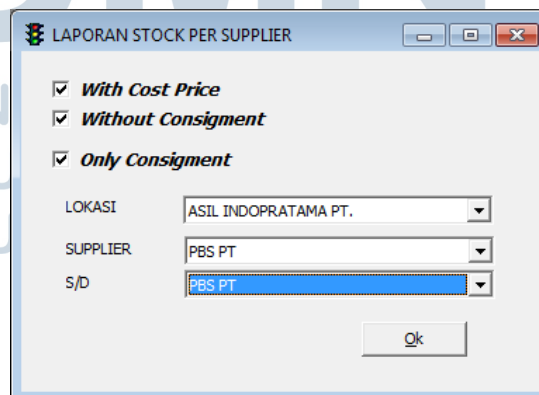 LAPORAN STOCK PER SUPPLIER
With Cost Price
Without Consigment
Only Consigment
LOKASI ASIL INDOPRATAMA PT.
SUPPLIER PBS PT
S/D PBS PT
Ok